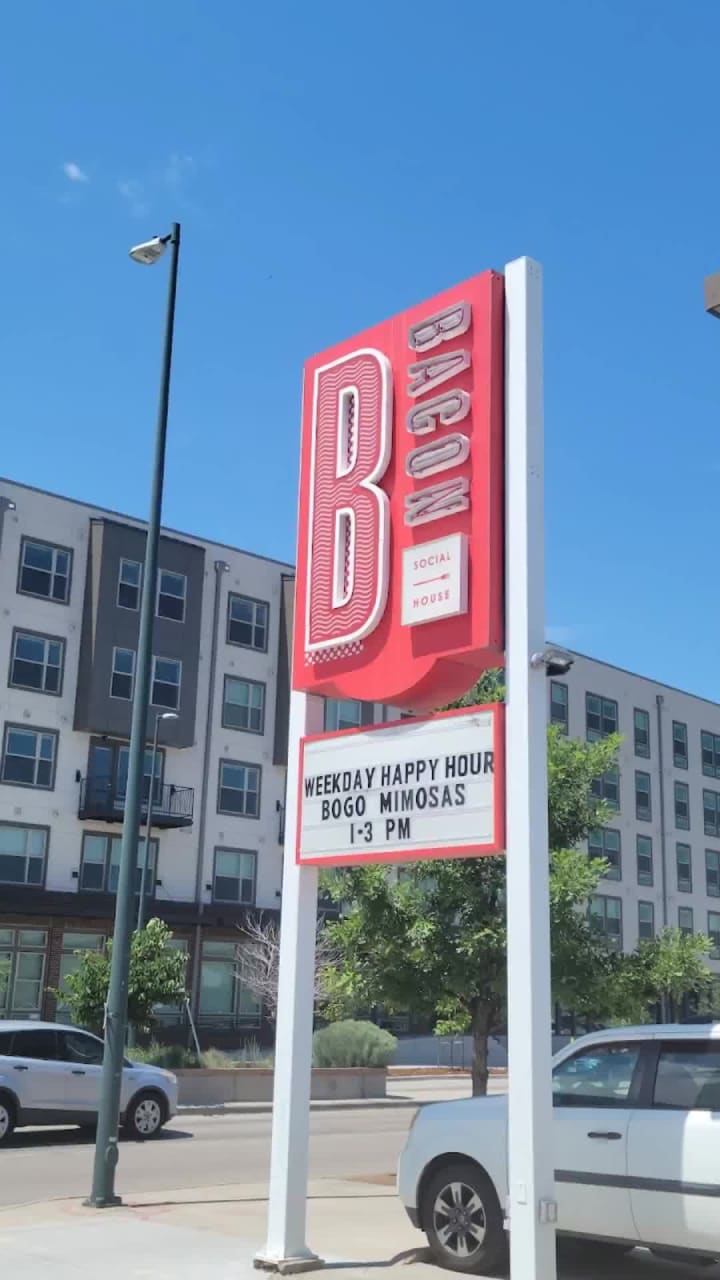 B
BACON
SOCIAL
HOUSE
WEEKDAY HAPPY HOUR
BOGO MIMOSAS
1-3 PM